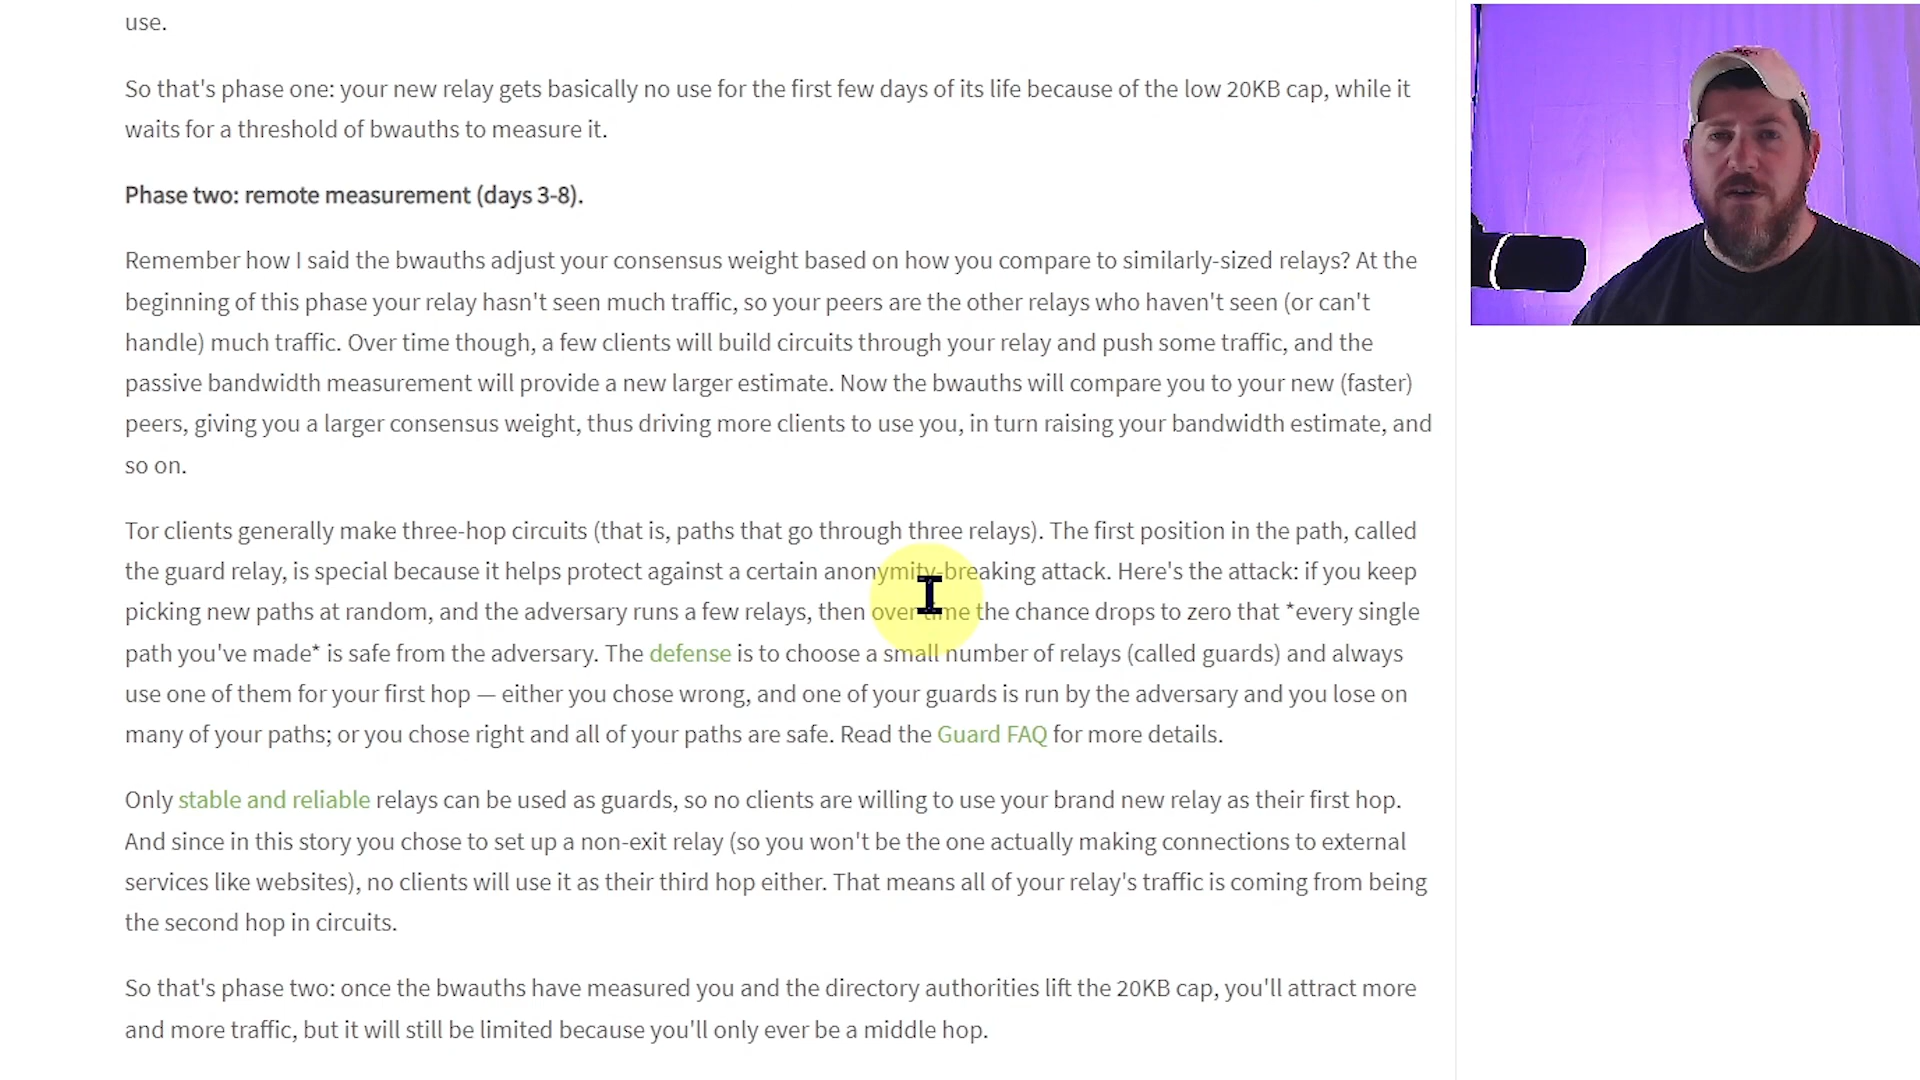 use.
So that's phase one: your new relay gets basically no use for the first few days of its life because of the low 20KB cap, while it
waits for a threshold of bwauths to measure it.
Phase two: remote measurement (days 3-8).
Remember how I said the bwauths adjust your consensus weight based on how you compare to similarly-sized relays? At the
beginning of this phase your relay hasn't seen much traffic, so your peers are the other relays who haven't seen (or can't
handle) much traffic. Over time though, a few clients will build circuits through your relay and push some traffic, and the
passive bandwidth measurement will provide a new larger estimate. Now the bwauths will compare you to your new (faster)
peers, giving you a larger consensus weight, thus driving more clients to use you, in turn raising your bandwidth estimate, and
so on.
Tor clients generally make three-hop circuits (that is, paths that go through three relays). The first position in the path, called
the guard relay, is special because it helps protect against a certain anonymity-breaking attack. Here's the attack: if you keep
picking new paths at random, and the adversary runs a few relays, then over time the chance drops to zero that *every single
path you've made* is safe from the adversary. The defense is to choose a small number of relays (called guards) and always
use one of them for your first hop — either you chose wrong, and one of your guards is run by the adversary and you lose on
many of your paths; or you chose right and all of your paths are safe. Read the Guard FAQ for more details.
Only stable and reliable relays can be used as guards, so no clients are willing to use your brand new relay as their first hop.
And since in this story you chose to set up a non-exit relay (so you won't be the one actually making connections to external
services like websites), no clients will use it as their third hop either. That means all of your relay's traffic is coming from being
the second hop in circuits.
So that's phase two: once the bwauths have measured you and the directory authorities lift the 20KB cap, you'll attract more
and more traffic, but it will still be limited because you'll only ever be a middle hop.